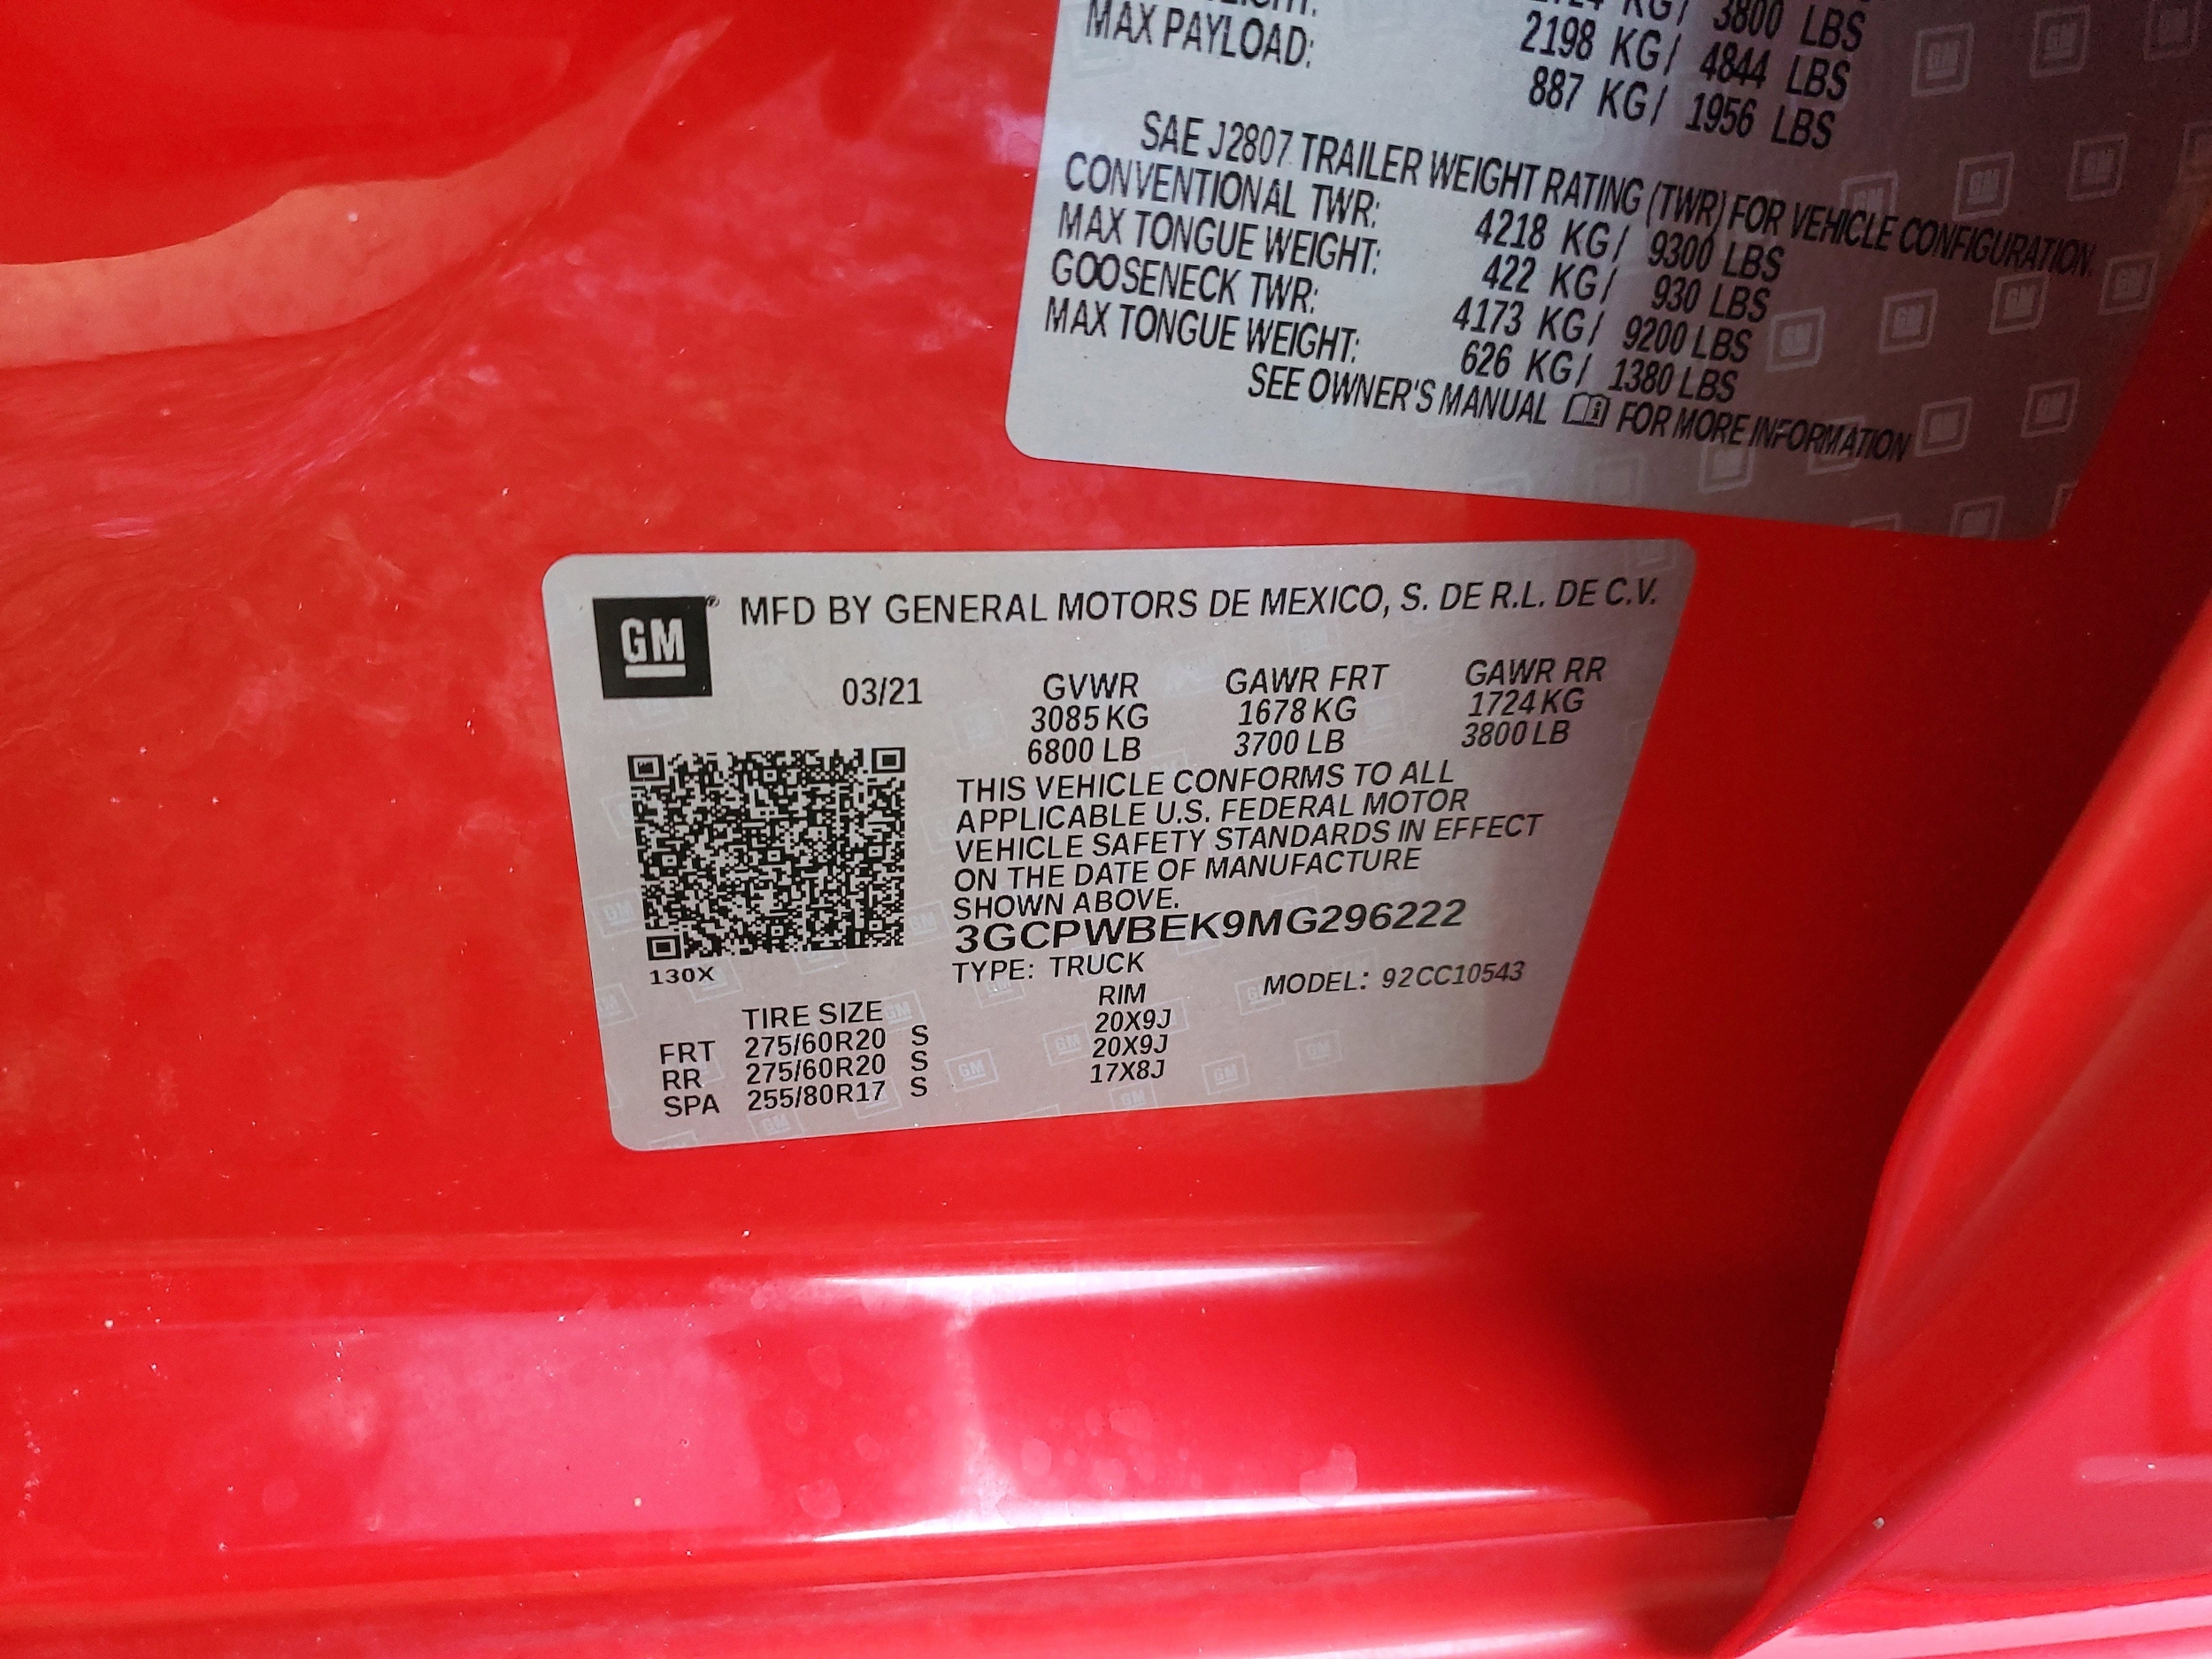 3800 LBS
MAX PAYLOAD: 2198 KG/ 4844 LBS
887 KG/ 1956 LBS
SAE J2807 TRAILER WEIGHT RATING (TWR) FOR VEHICLE CONFIGURATION
CONVENTIONAL TWR: 4218 KG/ 9300 LBS
MAX TONGUE WEIGHT: 422 KG/ 930 LBS
GOOSENECK TWR: 4173 KG/ 9200 LBS
MAX TONGUE WEIGHT: 626 KG/ 1380 LBS
SEE OWNER'S MANUAL FOR MORE INFORMATION
GM® MFD BY GENERAL MOTORS DE MEXICO, S. DE R.L. DE C.V.
03/21 GVWR GAWR FRT GAWR RR
3085 KG 1678 KG 1724 KG
6800 LB 3700 LB 3800 LB
THIS VEHICLE CONFORMS TO ALL
APPLICABLE U.S. FEDERAL MOTOR
VEHICLE SAFETY STANDARDS IN EFFECT
ON THE DATE OF MANUFACTURE
SHOWN ABOVE.
3GCPWBEK9MG296222
130X
TYPE: TRUCK MODEL: 92CC10543
TIRE SIZE RIM
FRT 275/60R20 S 20X9J
RR 275/60R20 S 20X9J
SPA 255/80R17 S 17X8J